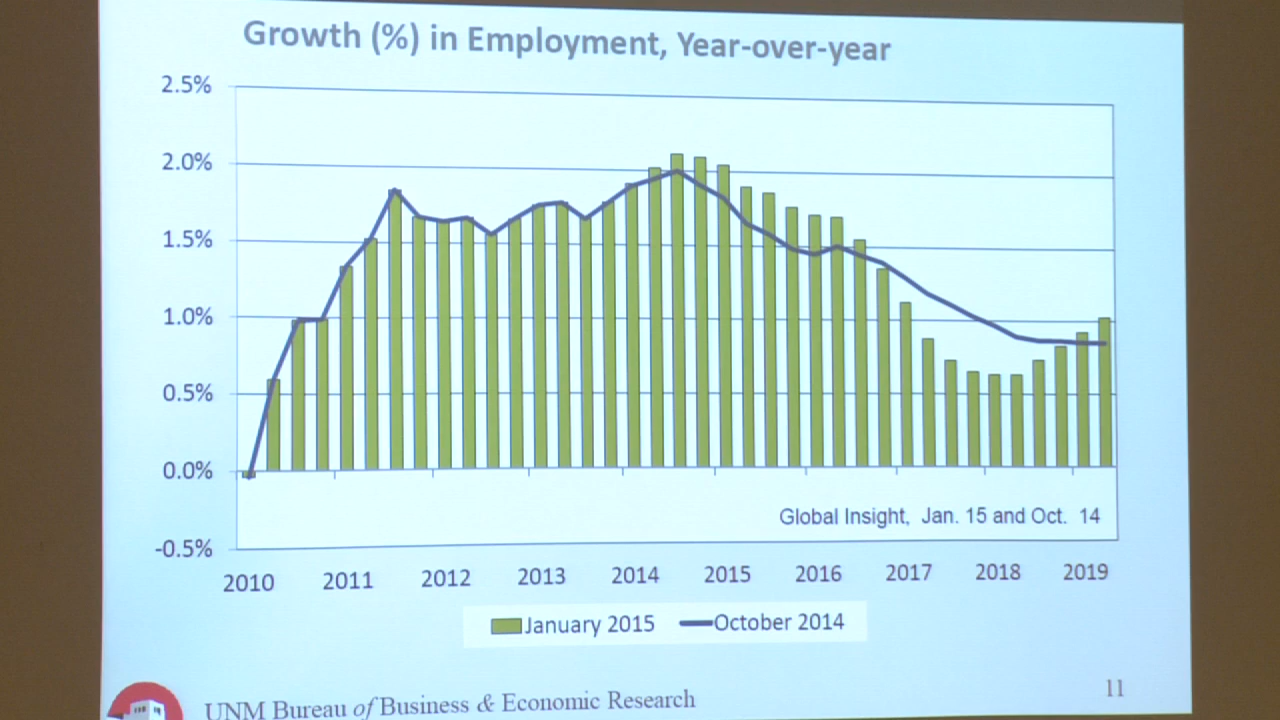 Growth (%) in Employment, Year-over-year
2.5%
2.0%
1.5%
1.0%
0.5%
0.0%
-0.5%
Global Insight, Jan. 15 and Oct. 14
2010 2011 2012 2013 2014 2015 2016 2017 2018 2019
January 2015 October 2014
UNM Bureau of Business & Economic Research
11